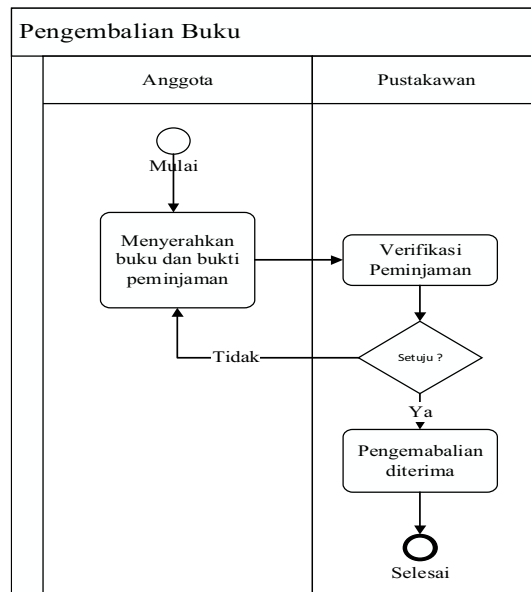 Pengembalian Buku
Anggota
Pustakawan
Mulai
Menyerahkan
buku dan bukti
peminjaman
Verifikasi
Peminjaman
Setuju ?
Tidak
Ya
Pengemabalian
diterima
Selesai